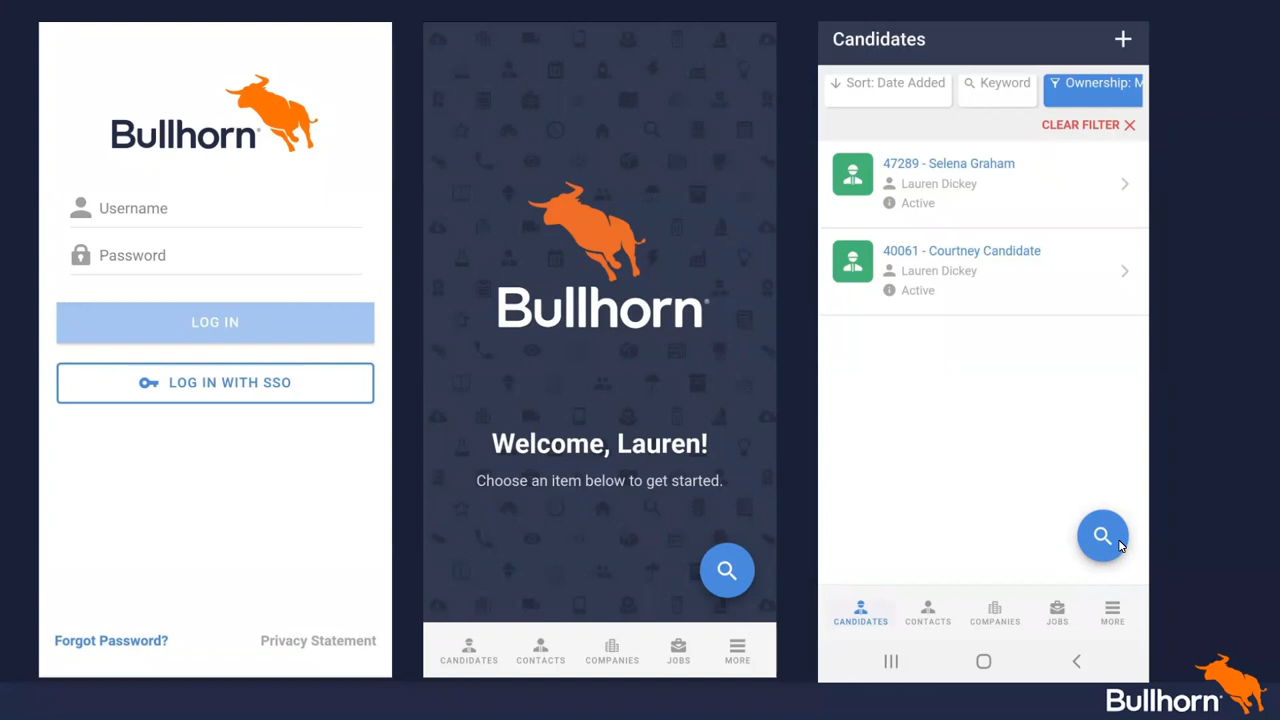 Bullhorn
Username
Password
LOG IN
LOG IN WITH SSO
Forgot Password?
Privacy Statement
Bullhorn
Welcome, Lauren!
Choose an item below to get started.
CANDIDATES
CONTACTS
COMPANIES
JOBS
MORE
Candidates
Sort: Date Added
Keyword
Ownership: M
CLEAR FILTER
47289 - Selena Graham
Lauren Dickey
Active
40061 - Courtney Candidate
Lauren Dickey
Active
CANDIDATES
CONTACTS
COMPANIES
JOBS
MORE
Bullhorn